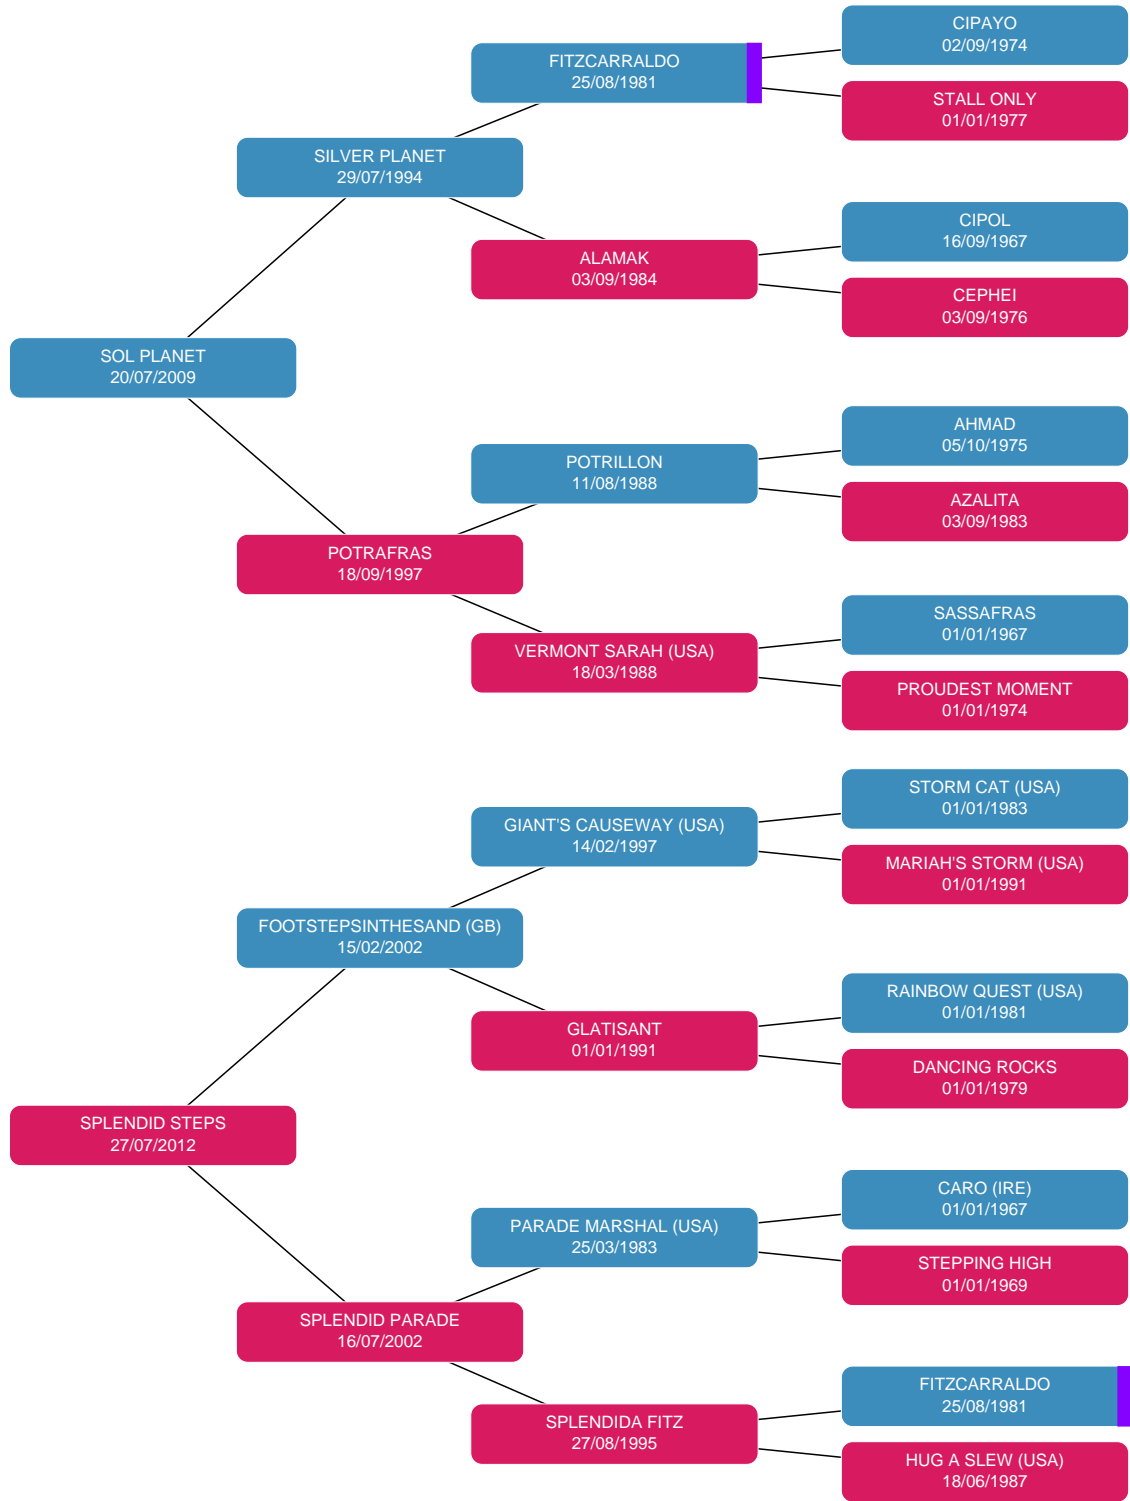 CIPAYO
02/09/1974
FITZCARRALDO
25/08/1981
STALL ONLY
01/01/1977
SILVER PLANET
29/07/1994
CIPOL
16/09/1967
ALAMAK
03/09/1984
CEPHEI
03/09/1976
SOL PLANET
20/07/2009
AHMAD
05/10/1975
POTRILLON
11/08/1988
AZALITA
03/09/1983
POTRAFRAS
18/09/1997
SASSAFRAS
01/01/1967
VERMONT SARAH (USA)
18/03/1988
PROUDEST MOMENT
01/01/1974
STORM CAT (USA)
01/01/1983
GIANT'S CAUSEWAY (USA)
14/02/1997
MARIAH'S STORM (USA)
01/01/1991
FOOTSTEPSINTHESAND (GB)
15/02/2002
RAINBOW QUEST (USA)
01/01/1981
GLATISANT
01/01/1991
DANCING ROCKS
01/01/1979
SPLENDID STEPS
27/07/2012
CARO (IRE)
01/01/1967
PARADE MARSHAL (USA)
25/03/1983
STEPPING HIGH
01/01/1969
SPLENDID PARADE
16/07/2002
FITZCARRALDO
25/08/1981
SPLENDIDA FITZ
27/08/1995
HUG A SLEW (USA)
18/06/1987